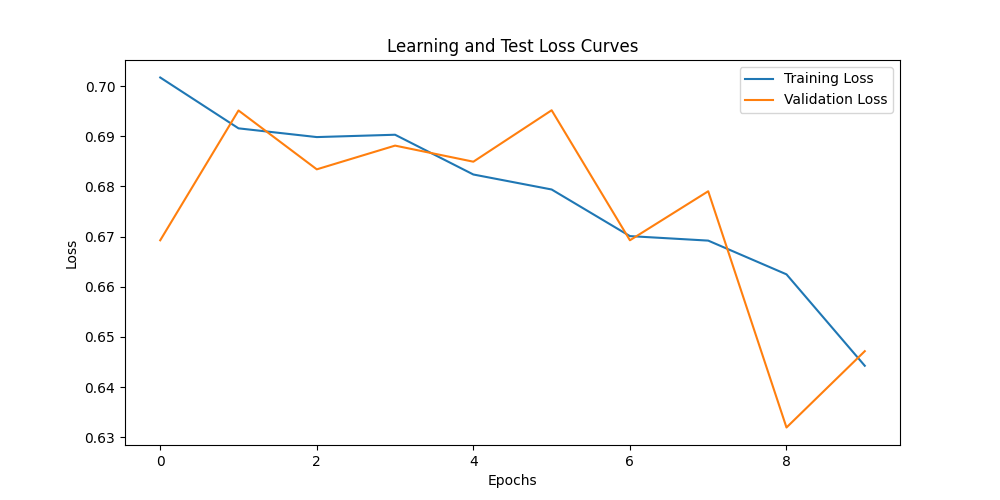 Learning and Test Loss Curves
Training Loss
Validation Loss
0.70
0.69
0.68
0.67
0.66
0.65
0.64
0.63
Loss
0 2 4 6 8
Epochs